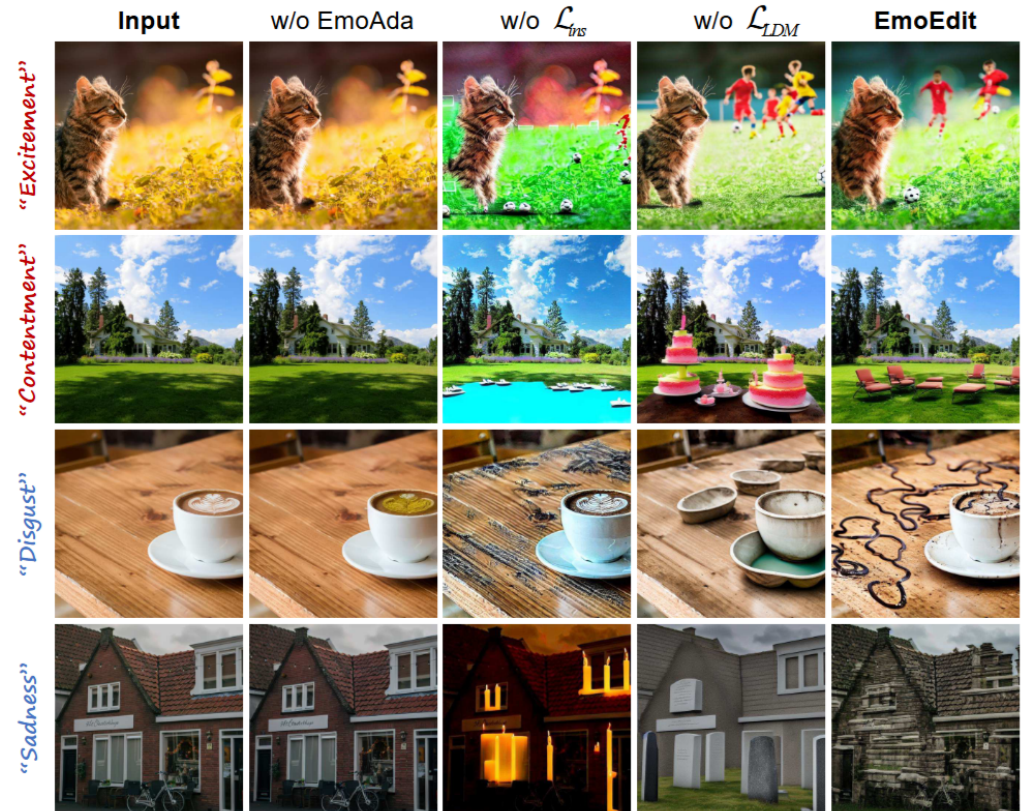 Input w/o EmoAda w/o ℒins w/o ℒLDM EmoEdit
“Excitement”
“Contentment”
“Disgust”
“Sadness”